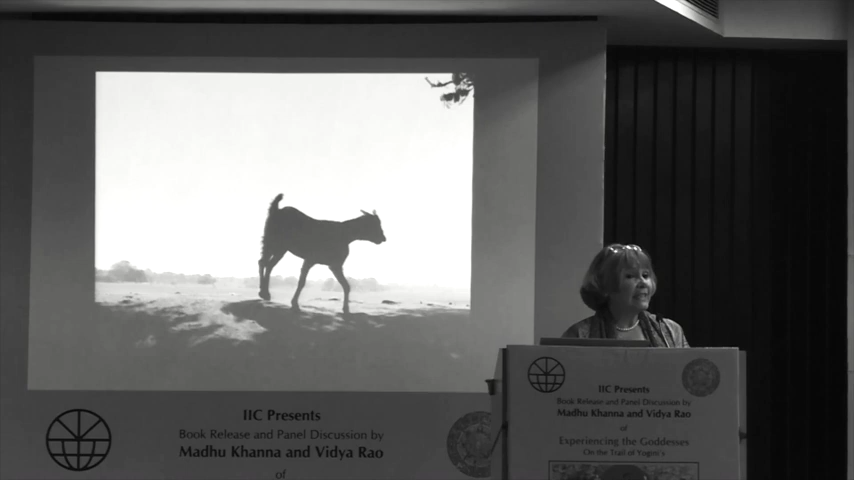 IIC Presents
Book Release and Panel Discussion by
Madhu Khanna and Vidya Rao
of
IIC Presents
Book Release and Panel Discussion by
Madhu Khanna and Vidya Rao
of
Experiencing the Goddesses
On the Trail of Yogini's